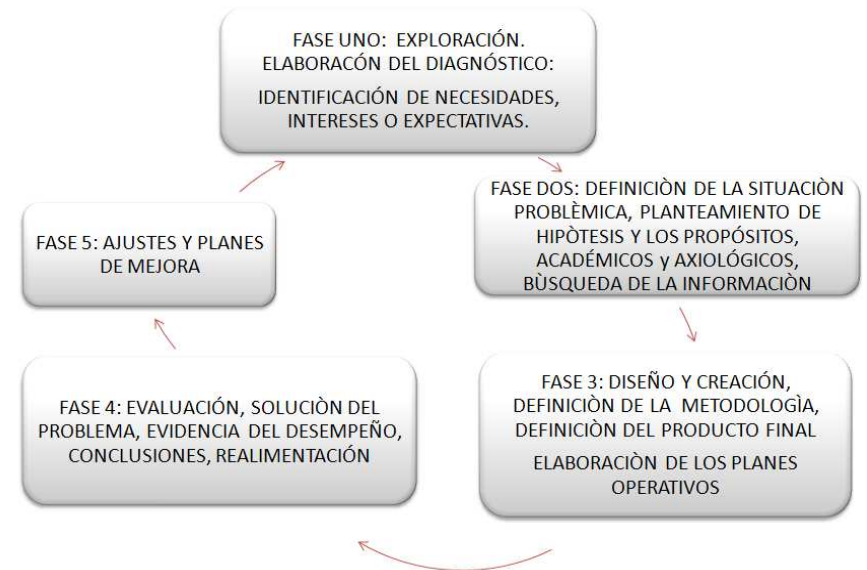 FASE UNO: EXPLORACIÓN.
ELABORACÓN DEL DIAGNÓSTICO:
IDENTIFICACIÓN DE NECESIDADES,
INTERESES O EXPECTATIVAS.
FASE DOS: DEFINICIÒN DE LA SITUACIÒN
PROBLÈMICA, PLANTEAMIENTO DE
HIPÒTESIS Y LOS PROPÓSITOS,
ACADÉMICOS y AXIOLÓGICOS,
BÙSQUEDA DE LA INFORMACIÒN
FASE 3: DISEÑO Y CREACIÓN,
DEFINICIÒN DE LA METODOLOGÌA,
DEFINICIÒN DEL PRODUCTO FINAL
ELABORACIÒN DE LOS PLANES
OPERATIVOS
FASE 4: EVALUACIÓN, SOLUCIÒN DEL
PROBLEMA, EVIDENCIA DEL DESEMPEÑO,
CONCLUSIONES, REALIMENTACIÓN
FASE 5: AJUSTES Y PLANES
DE MEJORA